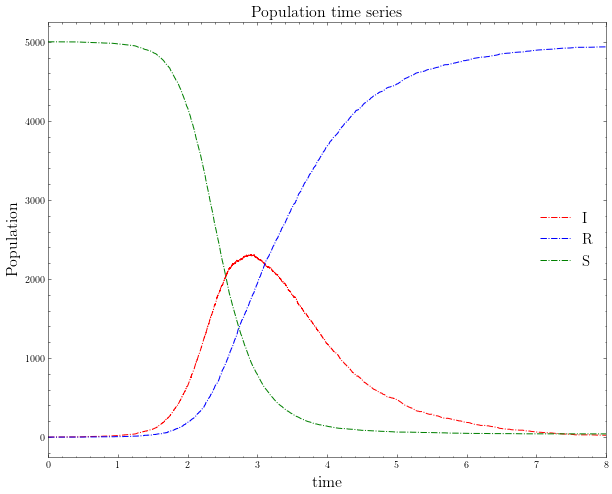 Population time series
5000
4000
3000
2000
1000
0
Population
I
R
S
0 1 2 3 4 5 6 7 8
time